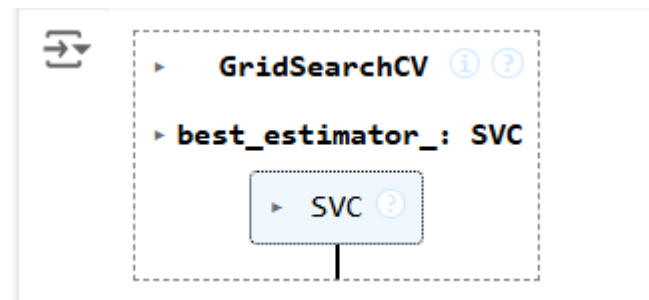 GridSearchCV i ?
best_estimator_: SVC
SVC ?